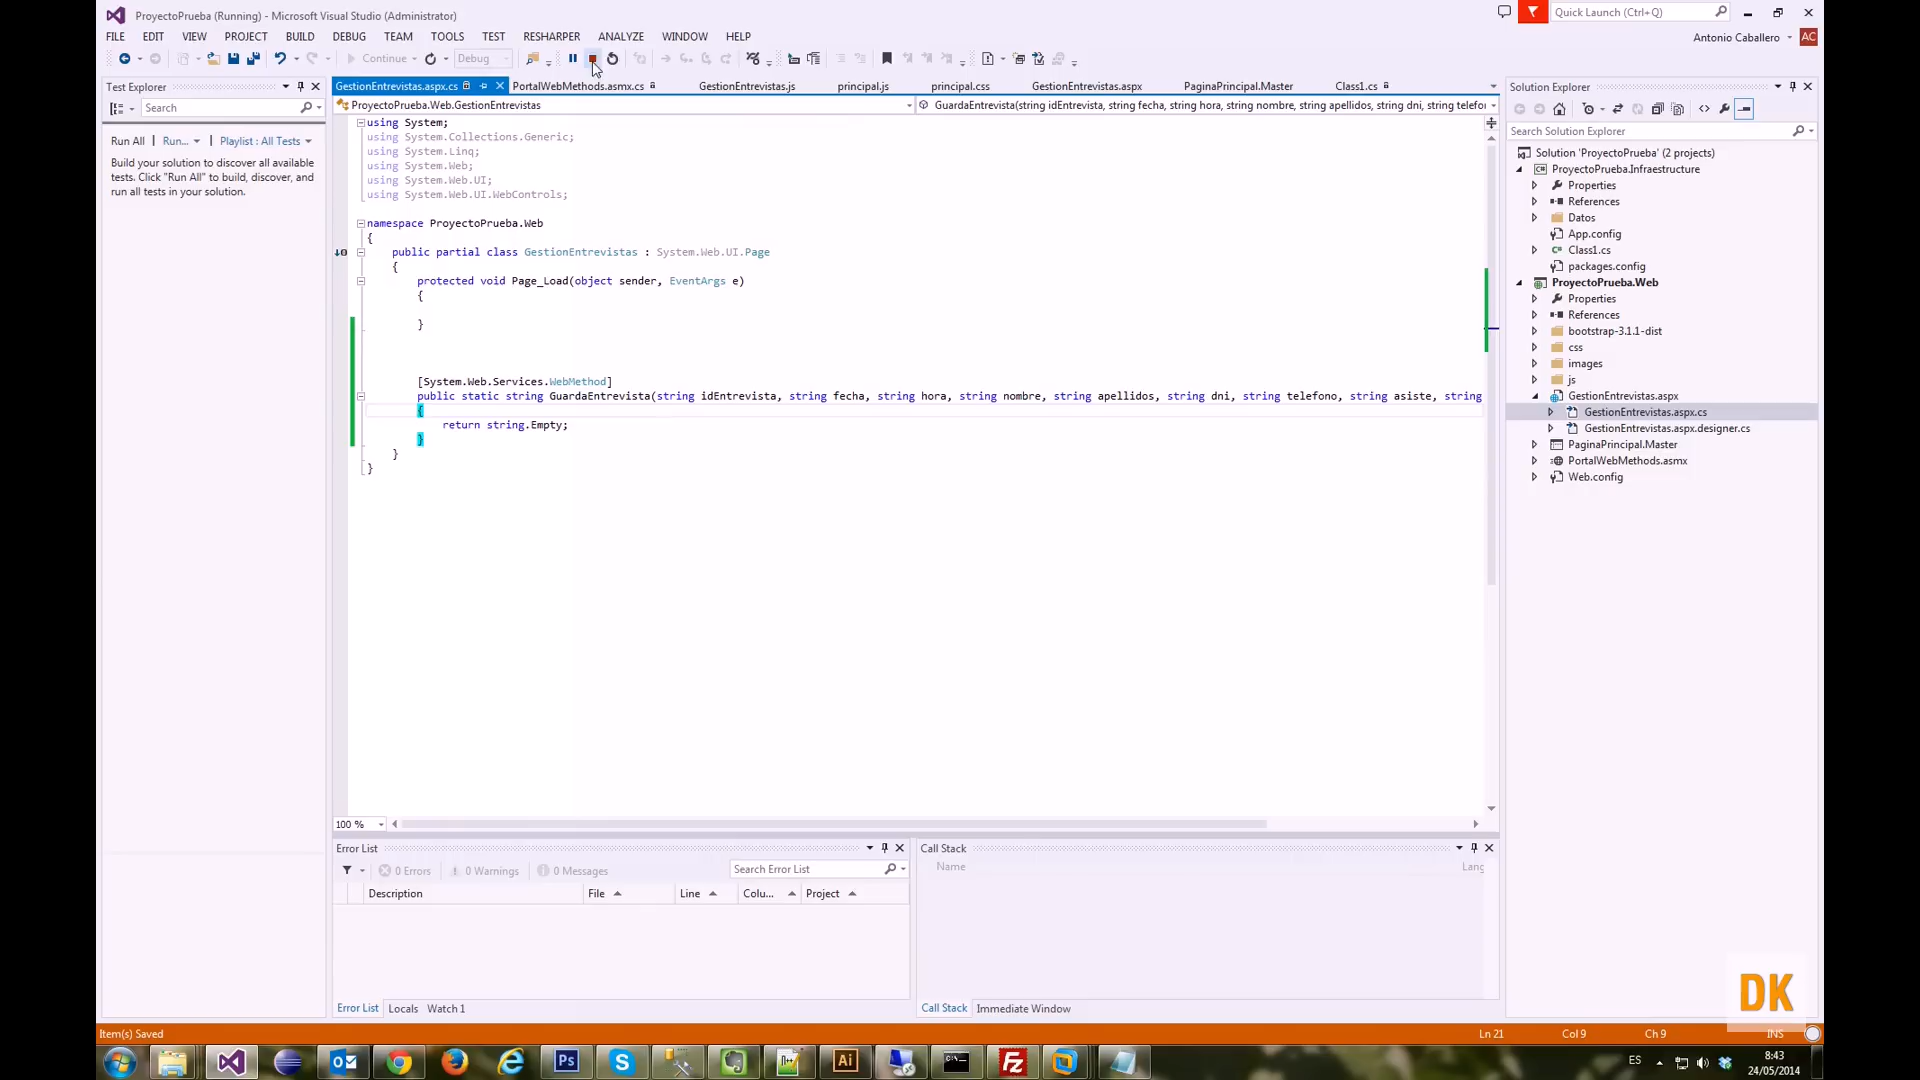 ProyectoPrueba (Running) - Microsoft Visual Studio (Administrator)
Quick Launch (Ctrl+Q)
FILE EDIT VIEW PROJECT BUILD DEBUG TEAM TOOLS TEST RESHARPER ANALYZE WINDOW HELP
Antonio Caballero
AC
Continue
Debug
Test Explorer
Search
Run All | Run... | Playlist : All Tests
Build your solution to discover all available
tests. Click "Run All" to build, discover, and
run all tests in your solution.
GestionEntrevistas.aspx.cs PortalWebMethods.asmx.cs GestionEntrevistas.js principal.js principal.css GestionEntrevistas.aspx PaginaPrincipal.Master Class1.cs
ProyectoPrueba.Web.GestionEntrevistas
GuardaEntrevista(string idEntrevista, string fecha, string hora, string nombre, string apellidos, string dni, string telefo
using System;
using System.Collections.Generic;
using System.Linq;
using System.Web;
using System.Web.UI;
using System.Web.UI.WebControls;
namespace ProyectoPrueba.Web
{
public partial class GestionEntrevistas : System.Web.UI.Page
{
protected void Page_Load(object sender, EventArgs e)
{
}
[System.Web.Services.WebMethod]
public static string GuardaEntrevista(string idEntrevista, string fecha, string hora, string nombre, string apellidos, string dni, string telefono, string asiste, string
{
return string.Empty;
}
}
}
100 %
Error List
0 Errors 0 Warnings 0 Messages
Search Error List
Description File Line Colu... Project
Error List Locals Watch 1
Call Stack
Name Lang
Call Stack Immediate Window
Solution Explorer
Search Solution Explorer
Solution 'ProyectoPrueba' (2 projects)
ProyectoPrueba.Infraestructure
Properties
References
Datos
App.config
C# Class1.cs
packages.config
ProyectoPrueba.Web
Properties
References
bootstrap-3.1.1-dist
css
images
js
GestionEntrevistas.aspx
GestionEntrevistas.aspx.cs
GestionEntrevistas.aspx.designer.cs
PaginaPrincipal.Master
PortalWebMethods.asmx
Web.config
DK
Item(s) Saved
Ln 21 Col 9 Ch 9 INS
Ps
Ai
Fz
ES
8:43
24/05/2014